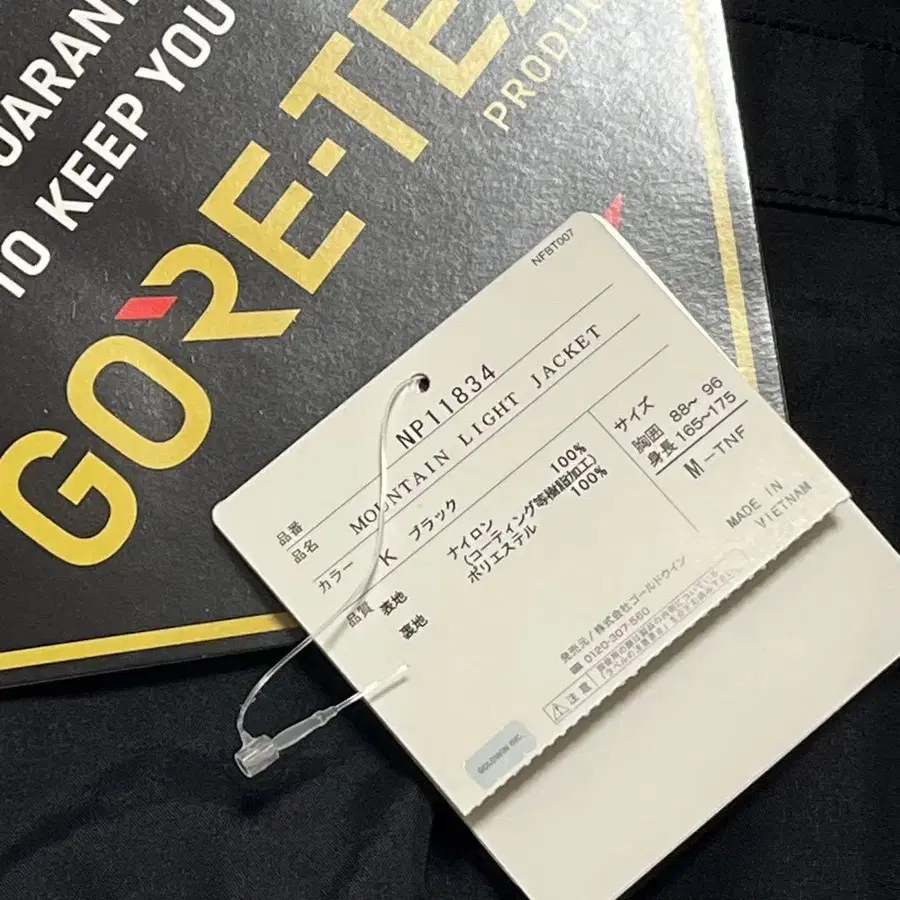 UARANT
TO KEEP YOU
GORE-TEX
PRODU
NFBT007
品番 NP11834
品名 MOUNTAIN LIGHT JACKET
カラー K ブラック
品質 表地 ナイロン 100%
(コーティング等樹脂加工)
裏地 ポリエステル 100%
サイズ
胸囲 88~ 96
身長 165~175
M-TNF
MADE IN
VIETNAM
発売元/株式会社ゴールドウイン
☎ 0120-307-560
⚠注意
GOLDWIN INC.